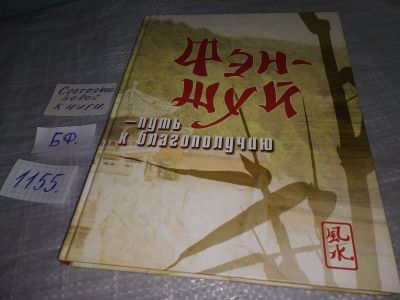 Состояние
новой
книги.
БФ.
1155.
Фэн-
шуй
–путь
к благополучию
風
水